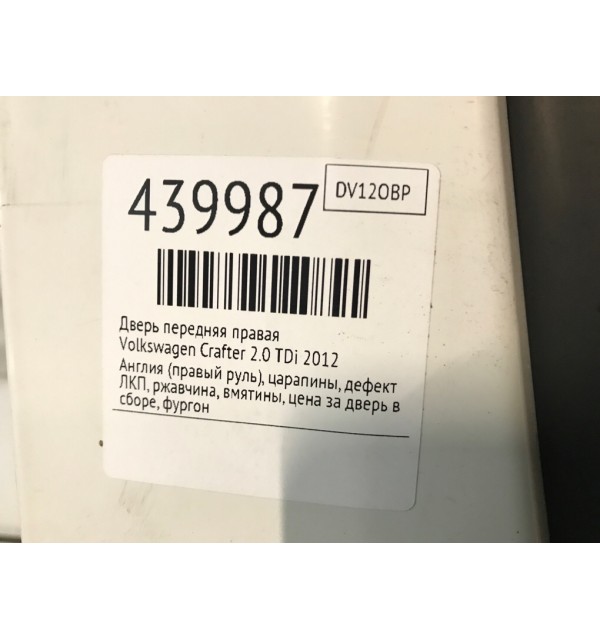 439987
DV12OBP
Дверь передняя правая
Volkswagen Crafter 2.0 TDi 2012
Англия (правый руль), царапины, дефект
ЛКП, ржавчина, вмятины, цена за дверь в
сборе, фургон